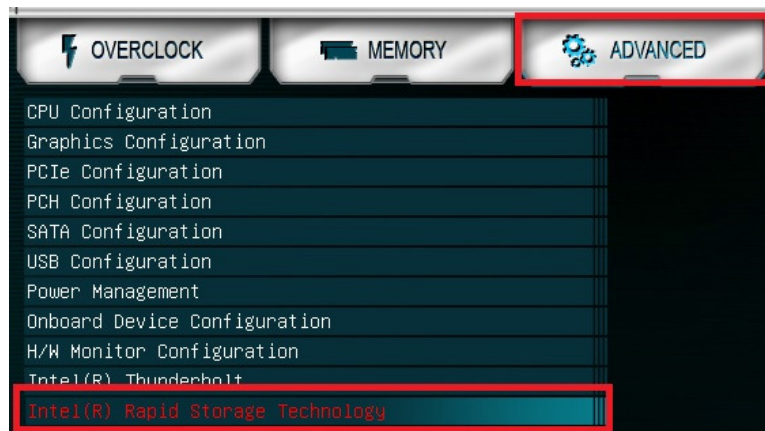 OVERCLOCK MEMORY ADVANCED
CPU Configuration
Graphics Configuration
PCIe Configuration
PCH Configuration
SATA Configuration
USB Configuration
Power Management
Onboard Device Configuration
H/W Monitor Configuration
Intel(R) Thunderbolt
Intel(R) Rapid Storage Technology